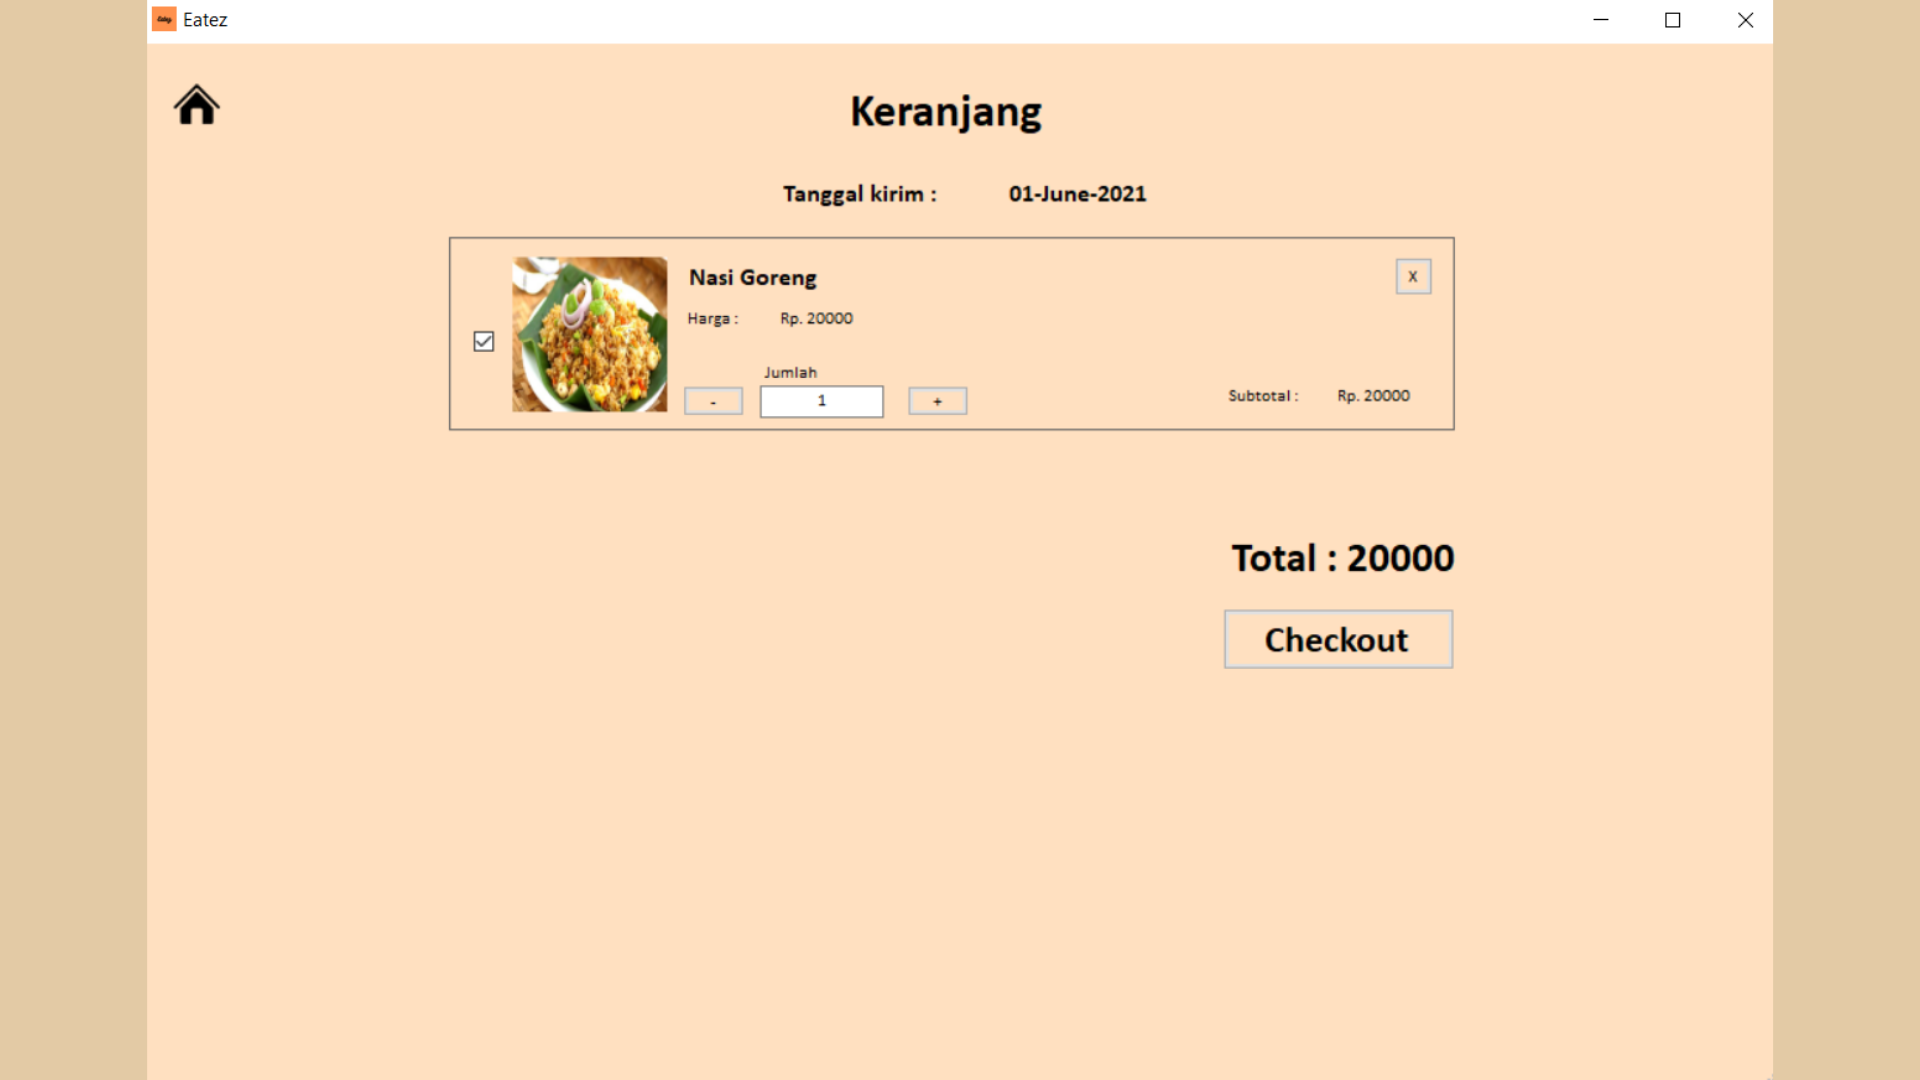 Eatez
Keranjang
Tanggal kirim : 01-June-2021
Nasi Goreng
X
Harga : Rp. 20000
Jumlah
- 1 +
Subtotal : Rp. 20000
Total : 20000
Checkout